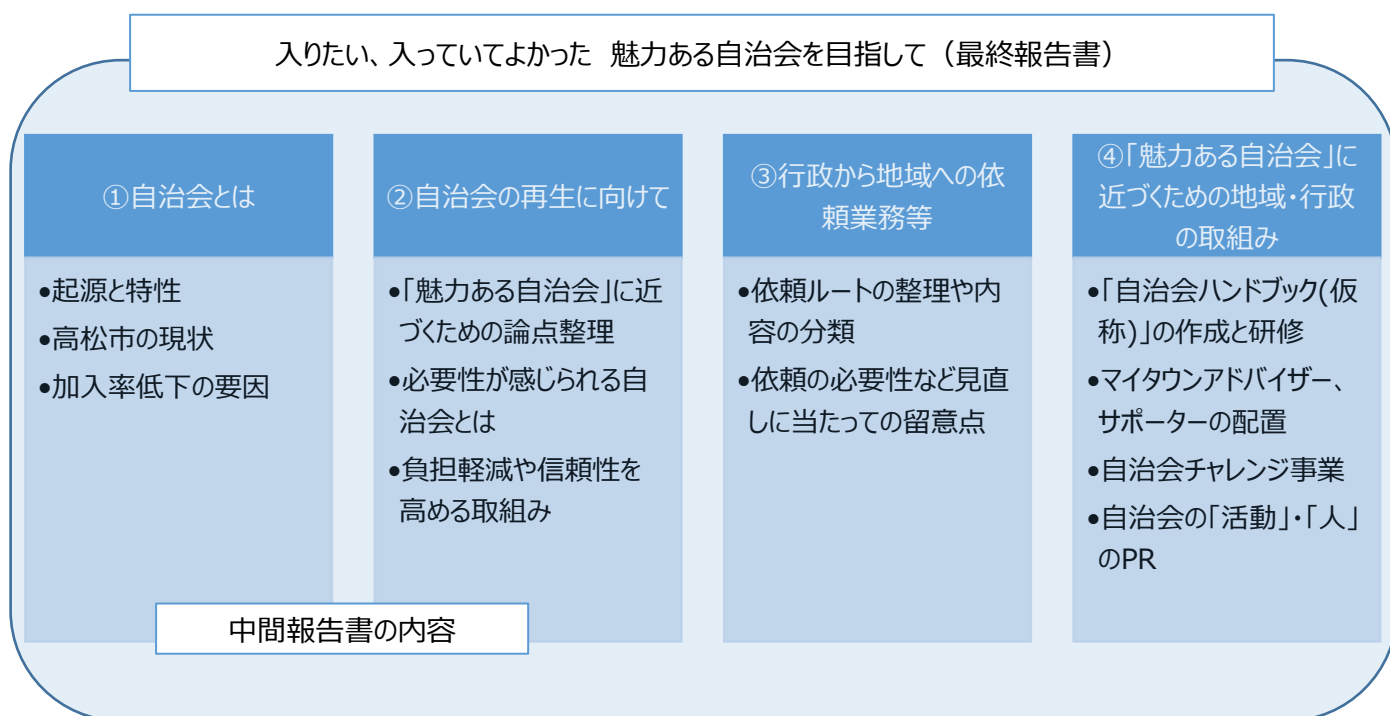 入りたい、入っていてよかった 魅力ある自治会を目指して（最終報告書）
①自治会とは
•起源と特性
•高松市の現状
•加入率低下の要因
②自治会の再生に向けて
•「魅力ある自治会」に近
づくための論点整理
•必要性が感じられる自
治会とは
•負担軽減や信頼性を
高める取組み
③行政から地域への依
頼業務等
•依頼ルートの整理や内
容の分類
•依頼の必要性など見直
しに当たっての留意点
④「魅力ある自治会」に
近づくための地域・行政
の取組み
•「自治会ハンドブック(仮
称)」の作成と研修
•マイタウンアドバイザー、
サポーターの配置
•自治会チャレンジ事業
•自治会の「活動」・「人」
のPR
中間報告書の内容